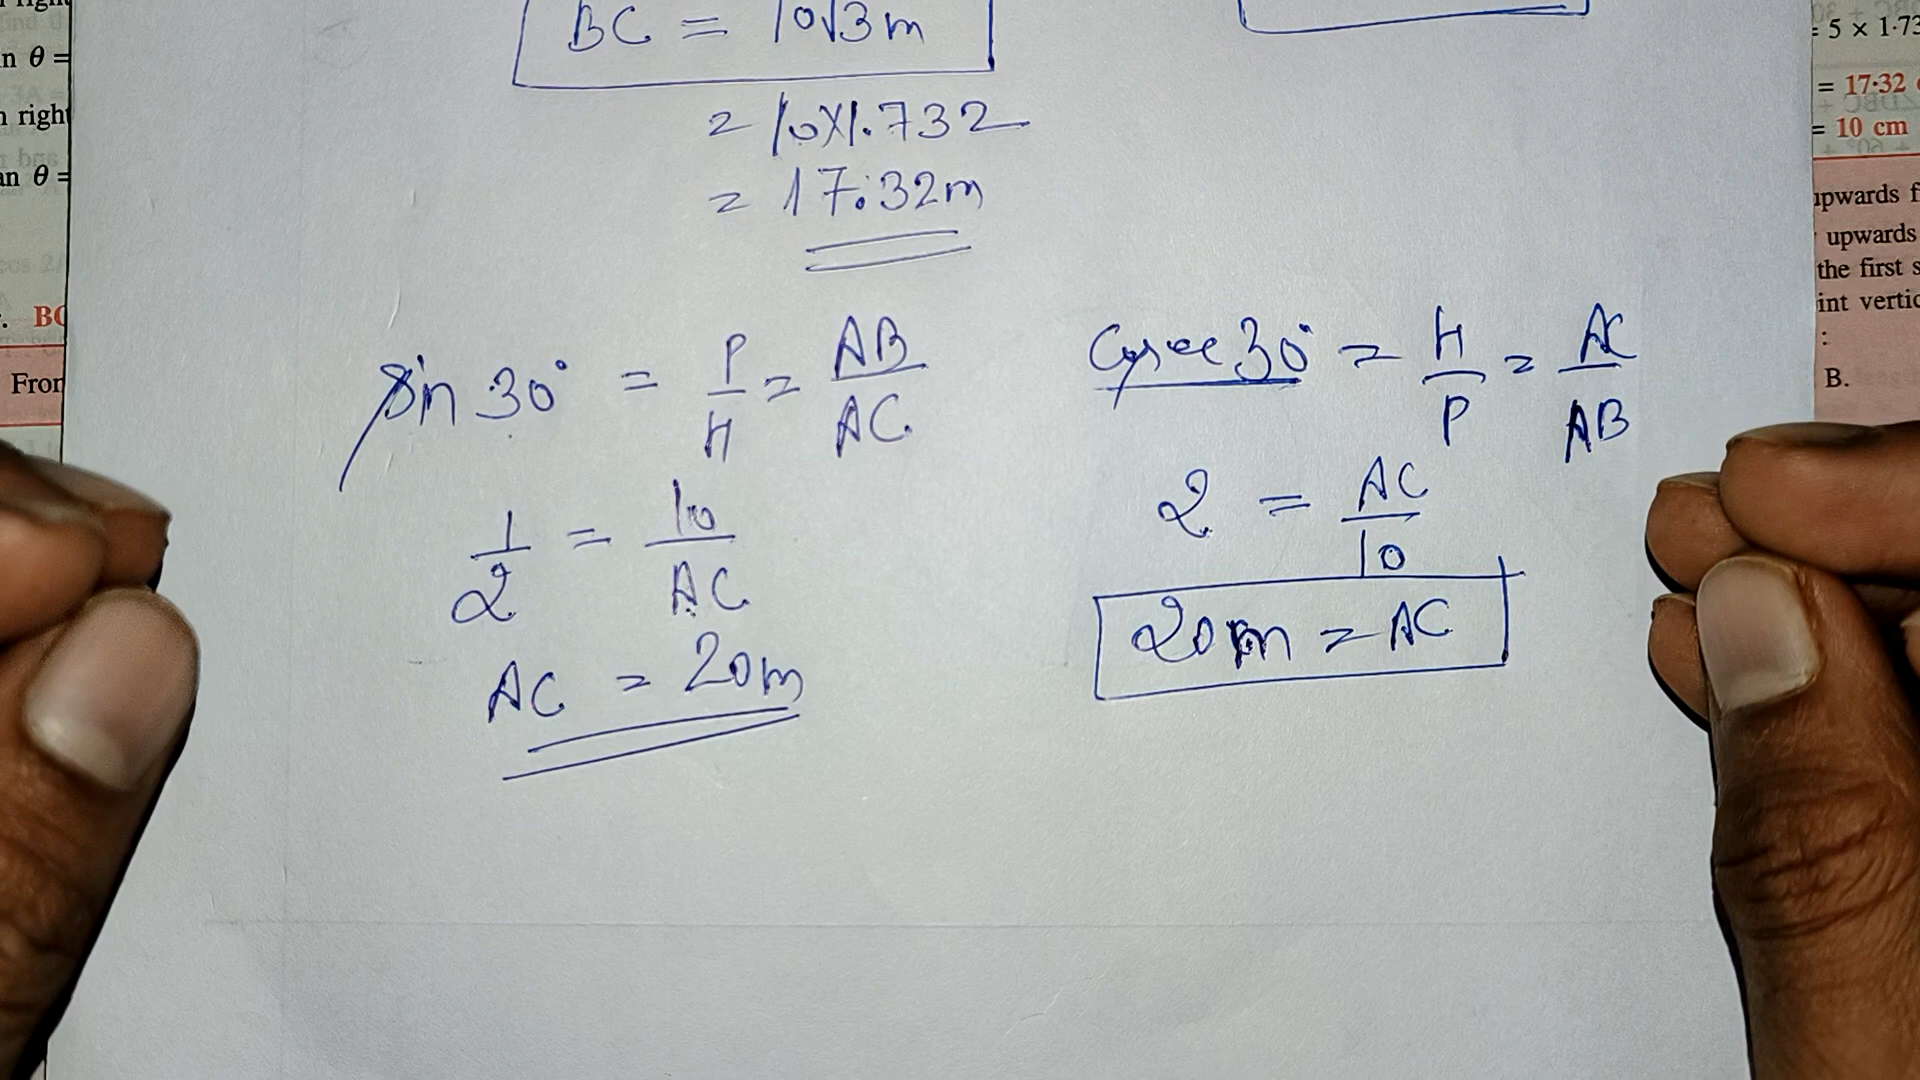 BC = 10√3 m
= 10×1.732
= 17.32m
sin 30° = P/H = AB/AC
1/2 = 10/AC
AC = 20m
Cosec 30° = H/P = AC/AB
2 = AC/10
20m = AC
n θ =
right
an θ =
BC
From
= 5 × 1·73
= 17·32
= 10 cm
upwards f
upwards
the first s
int vertic
:
B.